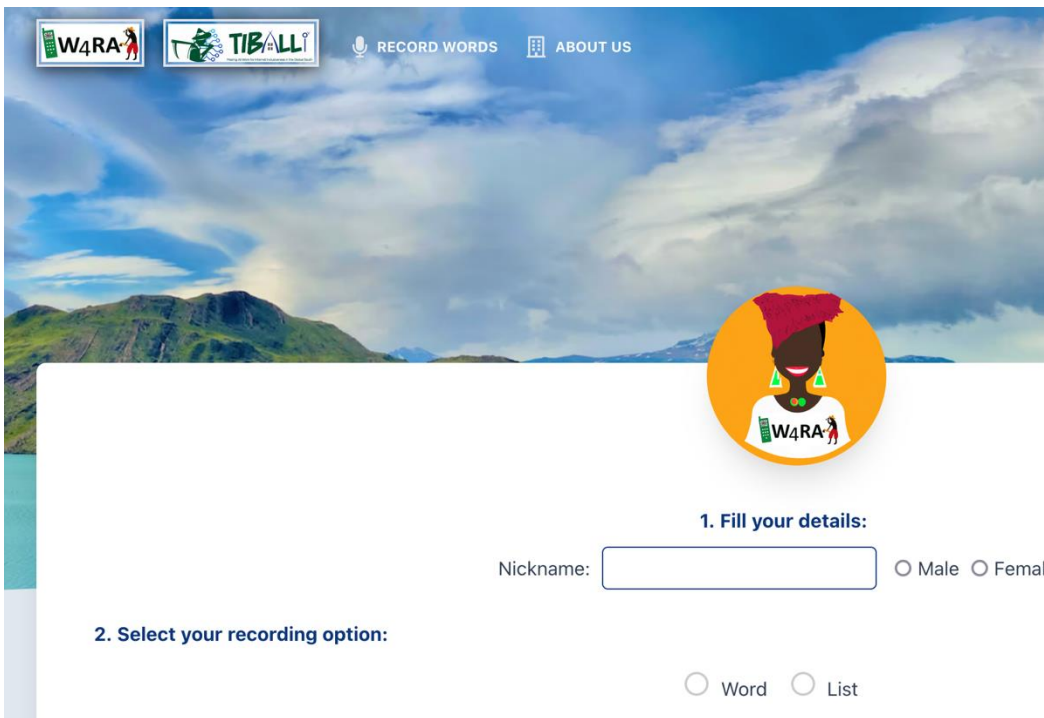 W4RA
TIBALLI
RECORD WORDS
ABOUT US
W4RA
1. Fill your details:
Nickname:
Male
Femal
2. Select your recording option:
Word
List